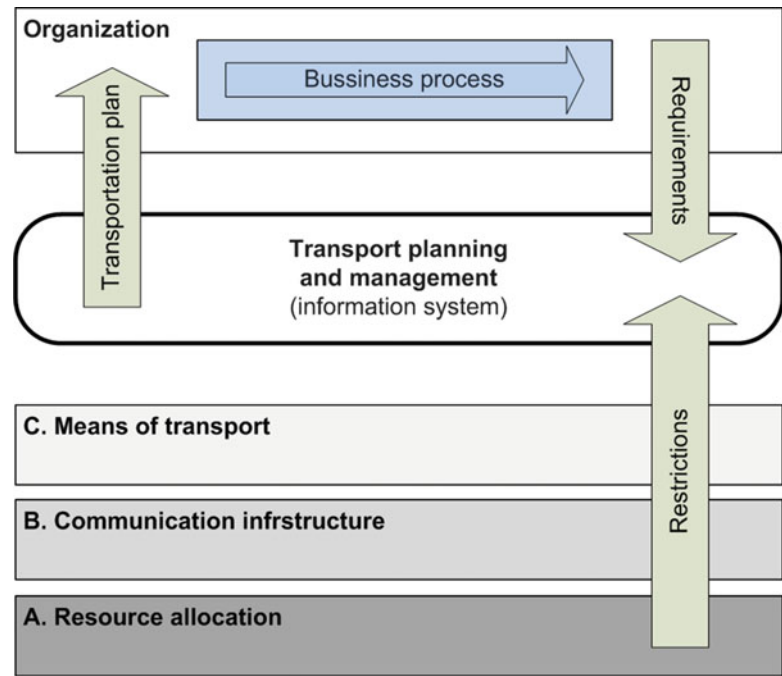 Organization
Bussiness process
Transportation plan
Requirements
Transport planning
and management
(information system)
C. Means of transport
B. Communication infrstructure
A. Resource allocation
Restrictions